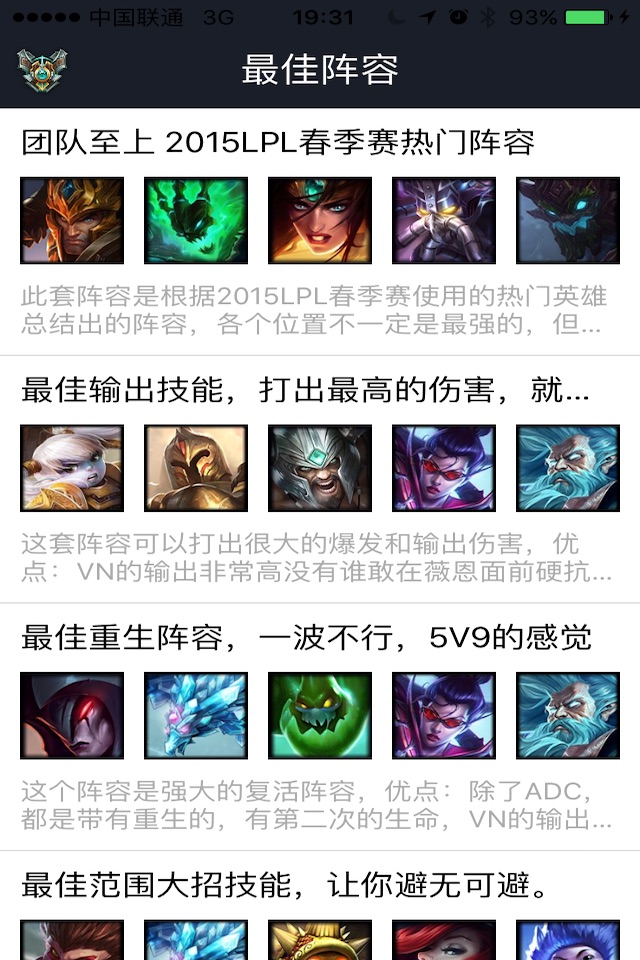 中国联通 3G 19:31 93%
最佳阵容
团队至上 2015LPL春季赛热门阵容
此套阵容是根据2015LPL春季赛使用的热门英雄
总结出的阵容，各个位置不一定是最强的，但...
最佳输出技能，打出最高的伤害，就...
这套阵容可以打出很大的爆发和输出伤害，优
点：VN的输出非常高没有谁敢在薇恩面前硬抗...
最佳重生阵容，一波不行，5V9的感觉
这个阵容是强大的复活阵容，优点：除了ADC，
都是带有重生的，有第二次的生命，VN的输出...
最佳范围大招技能，让你避无可避。